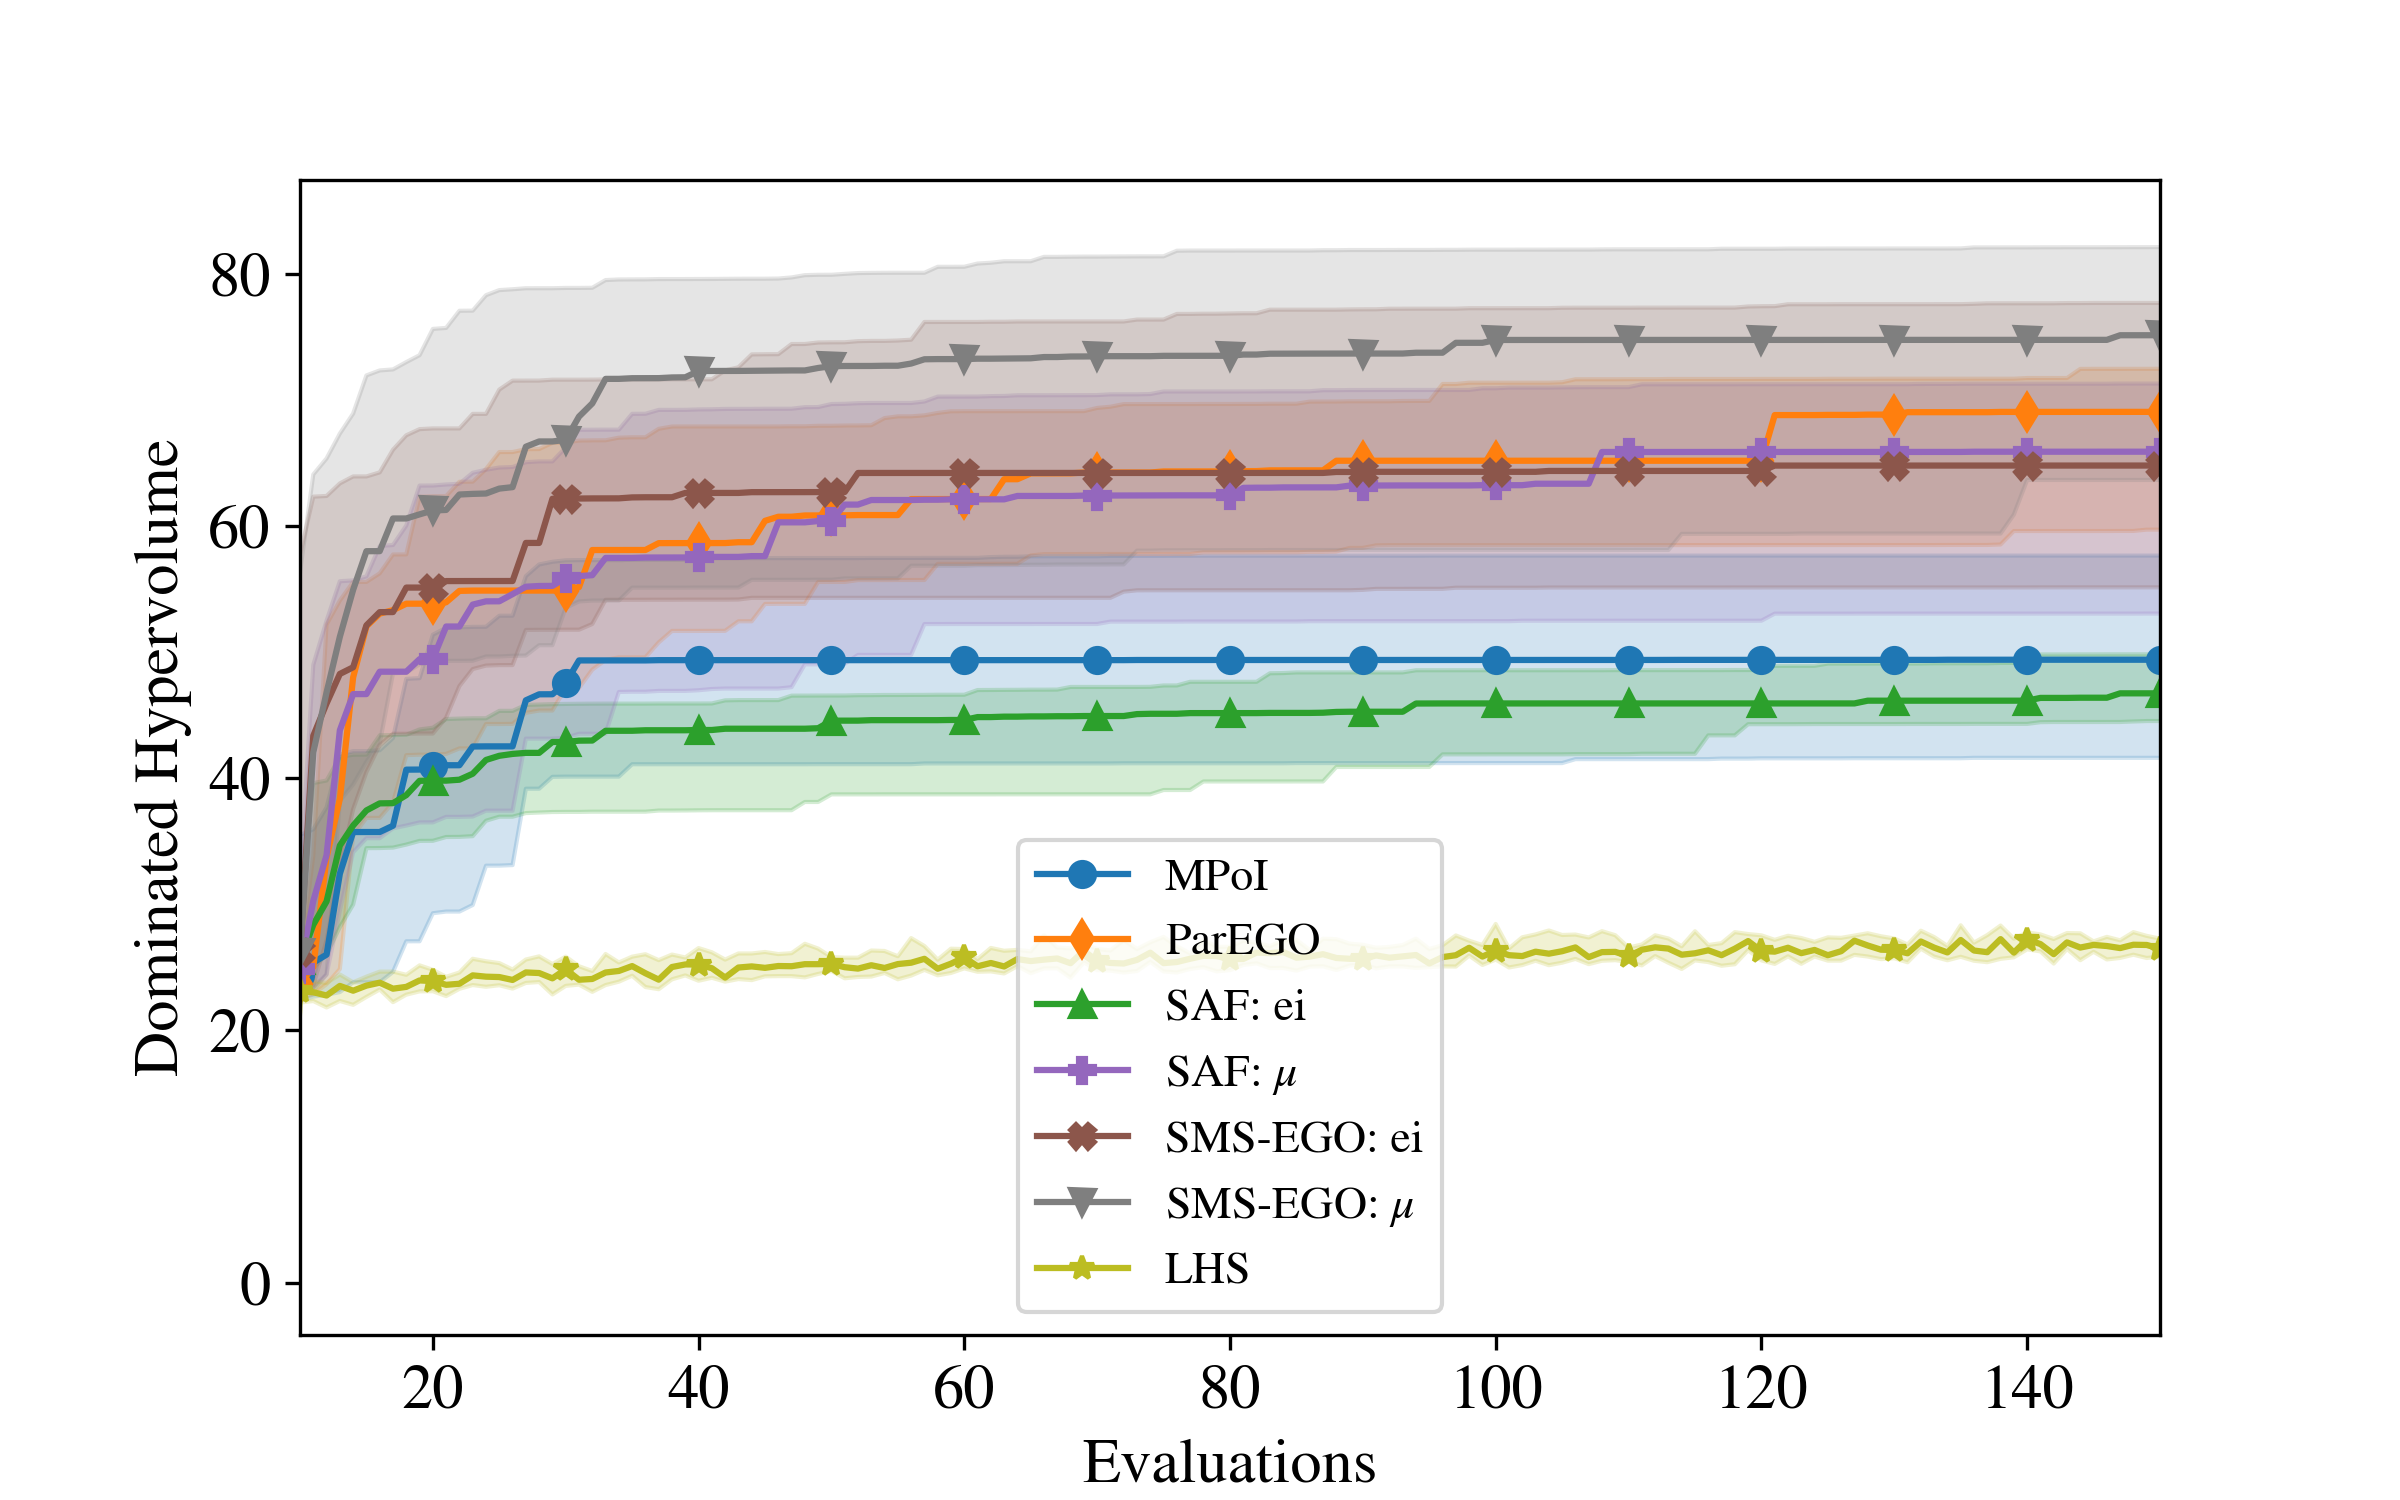 Dominated Hypervolume
80
60
40
20
0
MPoI
ParEGO
SAF: ei
SAF: μ
SMS-EGO: ei
SMS-EGO: μ
LHS
20 40 60 80 100 120 140
Evaluations